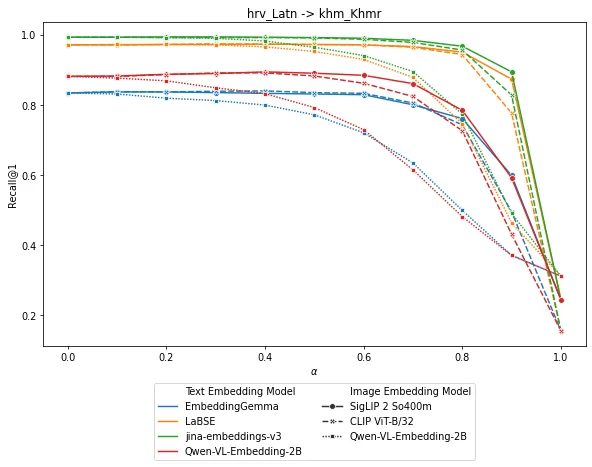 hrv_Latn -> khm_Khmr
Recall@1
1.0
0.8
0.6
0.4
0.2
0.0 0.2 0.4 0.6 0.8 1.0
α
Text Embedding Model
EmbeddingGemma
LaBSE
jina-embeddings-v3
Qwen-VL-Embedding-2B
Image Embedding Model
SigLIP 2 So400m
CLIP ViT-B/32
Qwen-VL-Embedding-2B